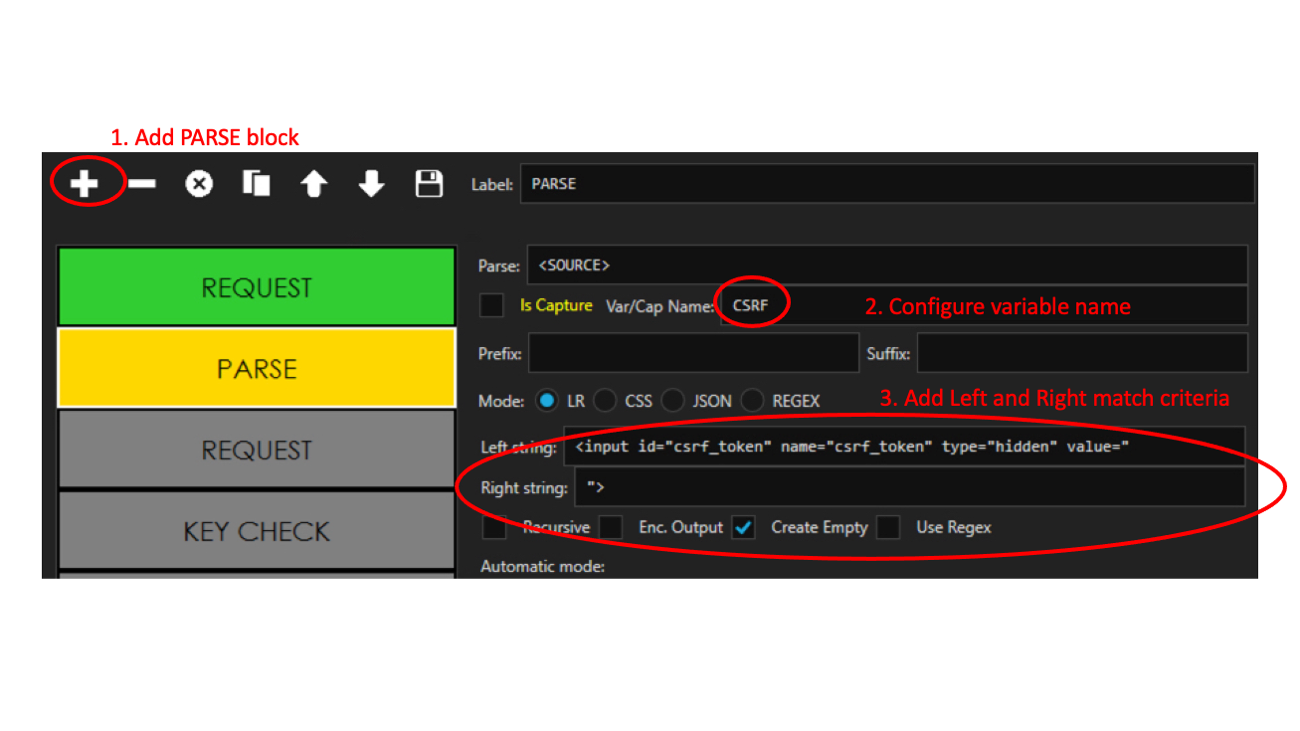 1. Add PARSE block
Label: PARSE
REQUEST
Parse: <SOURCE>
Is Capture Var/Cap Name: CSRF 2. Configure variable name
PARSE
Prefix: Suffix:
Mode: LR CSS JSON REGEX 3. Add Left and Right match criteria
REQUEST
Left string: <input id="csrf_token" name="csrf_token" type="hidden" value="
Right string: ">
KEY CHECK
Recursive Enc. Output Create Empty Use Regex
Automatic mode: